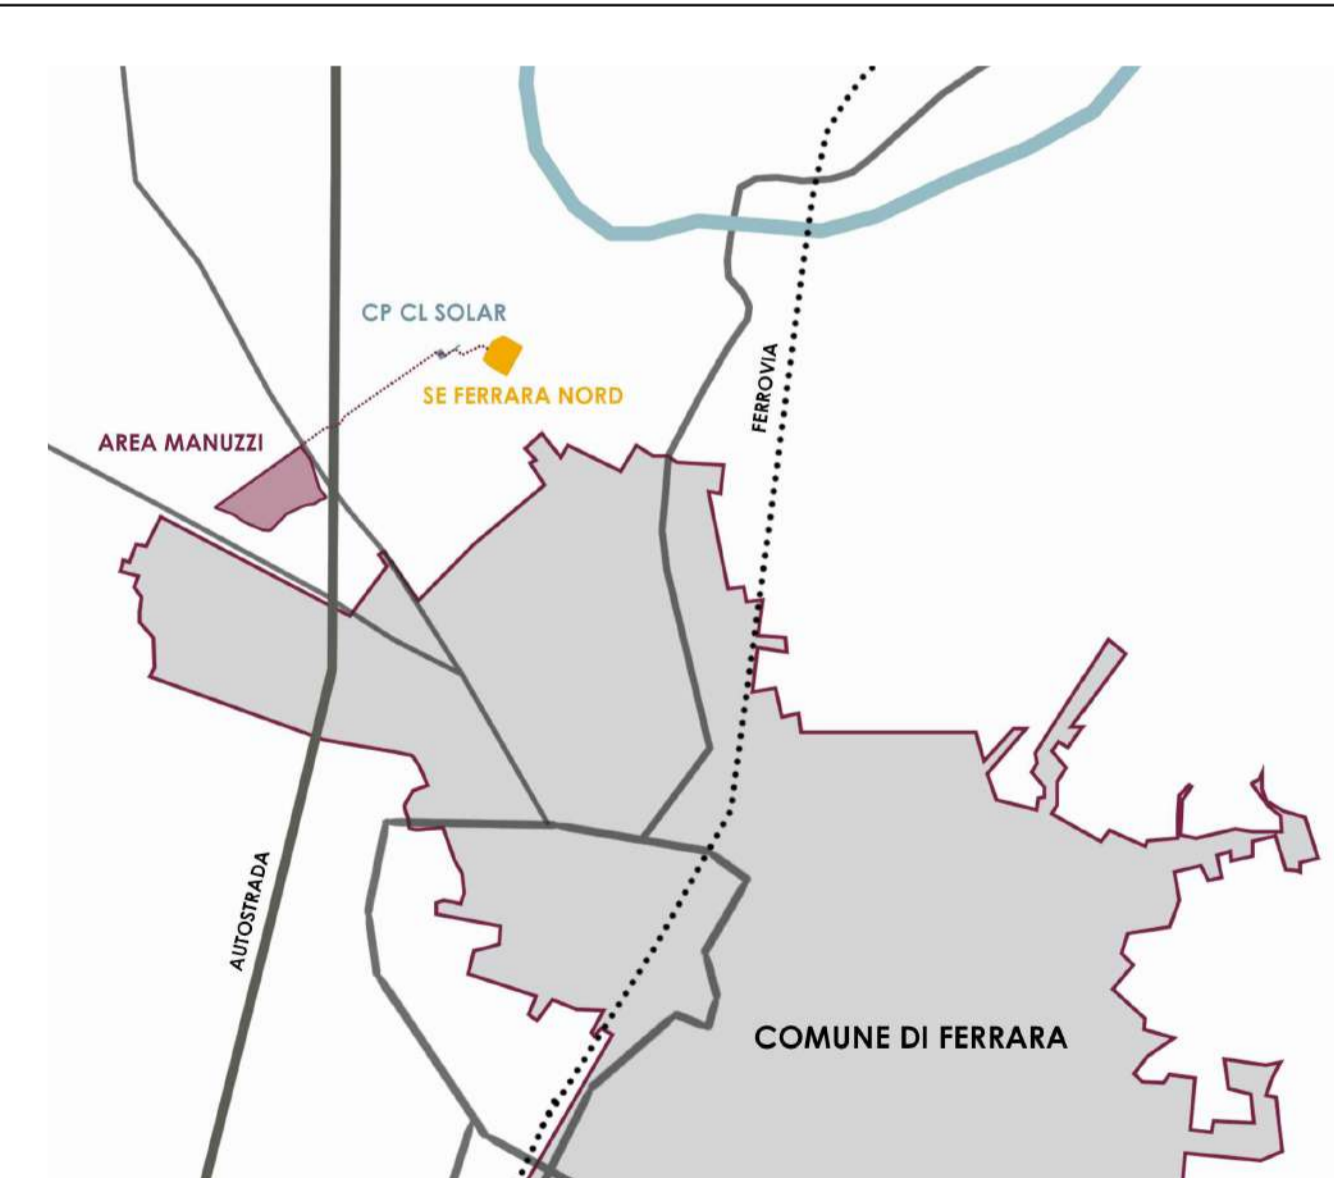 CP CL SOLAR
SE FERRARA NORD
FERROVIA
AREA MANUZZI
AUTOSTRADA
COMUNE DI FERRARA